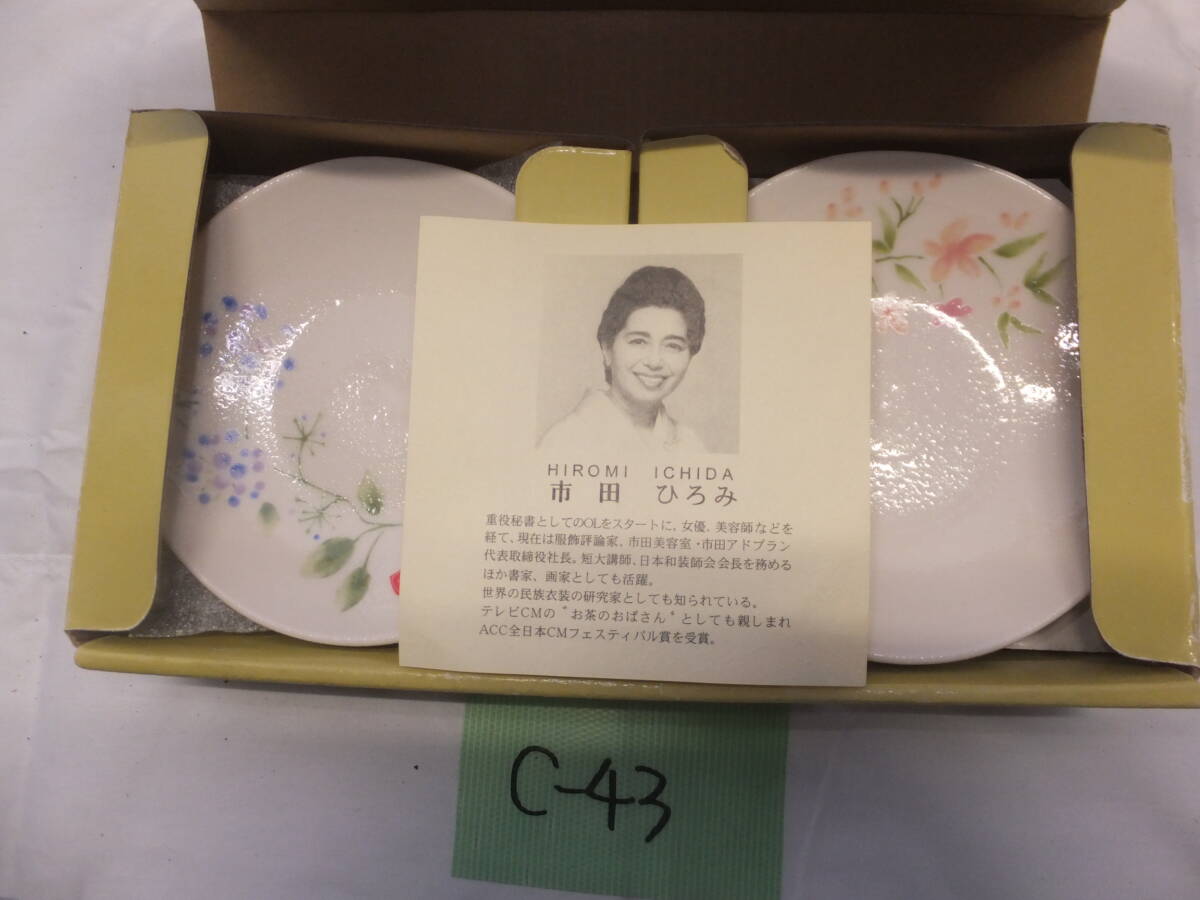 HIROMI ICHIDA
市田 ひろみ
重役秘書としてのOLをスタートに、女優、美容師などを
経て、現在は服飾評論家、市田美容室・市田アドプラン
代表取締役社長。短大講師、日本和装師会会長を務める
ほか書家、画家としても活躍。
世界の民族衣装の研究家としても知られている。
テレビCMの〝お茶のおばさん〟としても親しまれ
ACC全日本CMフェスティバル賞を受賞。
C-43